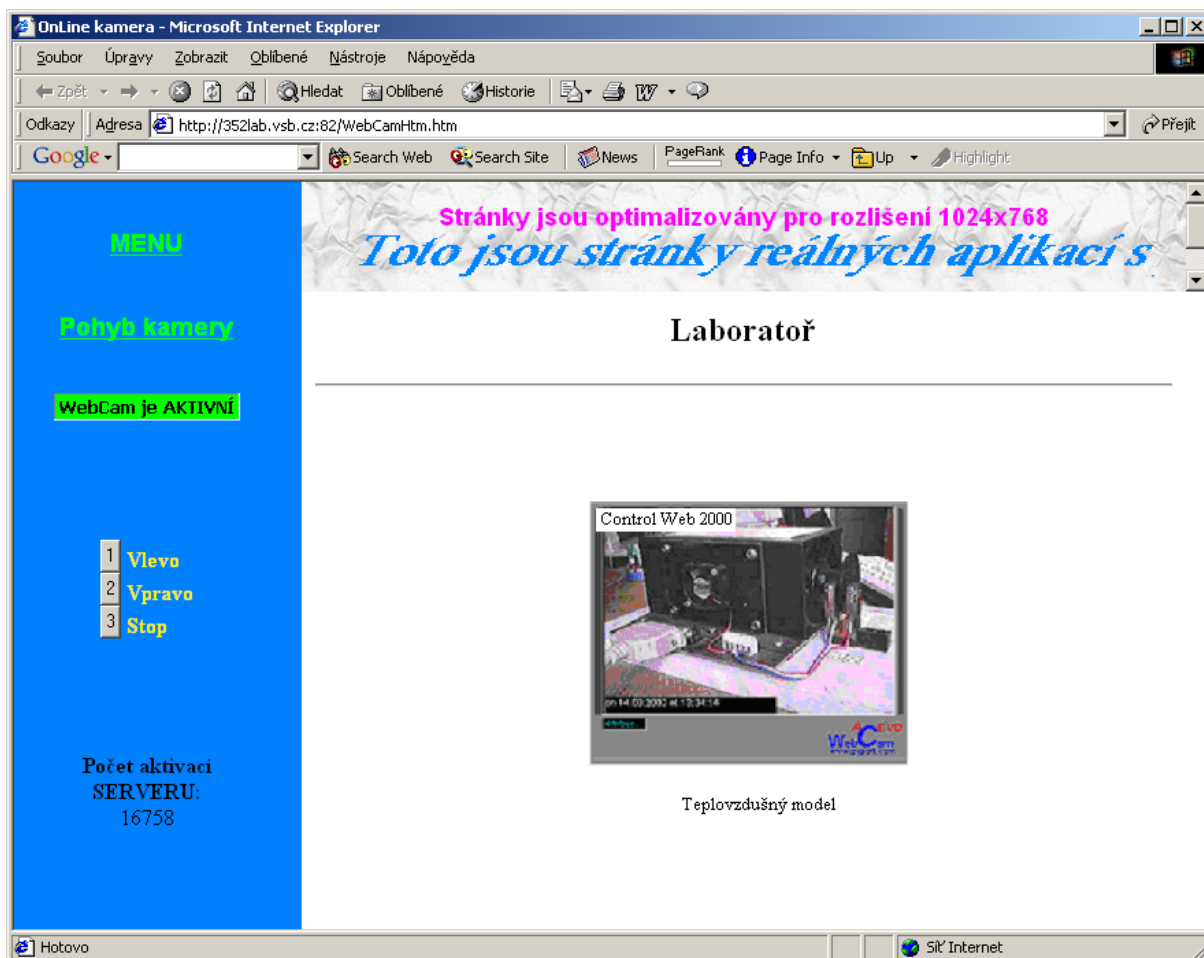 OnLine kamera - Microsoft Internet Explorer
Soubor Úpravy Zobrazit Oblíbené Nástroje Nápověda
Zpět Hledat Oblíbené Historie
Odkazy Adresa http://352lab.vsb.cz:82/WebCamHtm.htm Přejít
Google Search Web Search Site News PageRank Page Info Up Highlight
Stránky jsou optimalizovány pro rozlišení 1024x768
Toto jsou stránky reálných aplikací s
MENU
Pohyb kamery
WebCam je AKTIVNÍ
1 Vlevo
2 Vpravo
3 Stop
Počet aktivací
SERVERU:
16758
Laboratoř
Control Web 2000
WebCam
Teplovzdušný model
Hotovo
Síť Internet